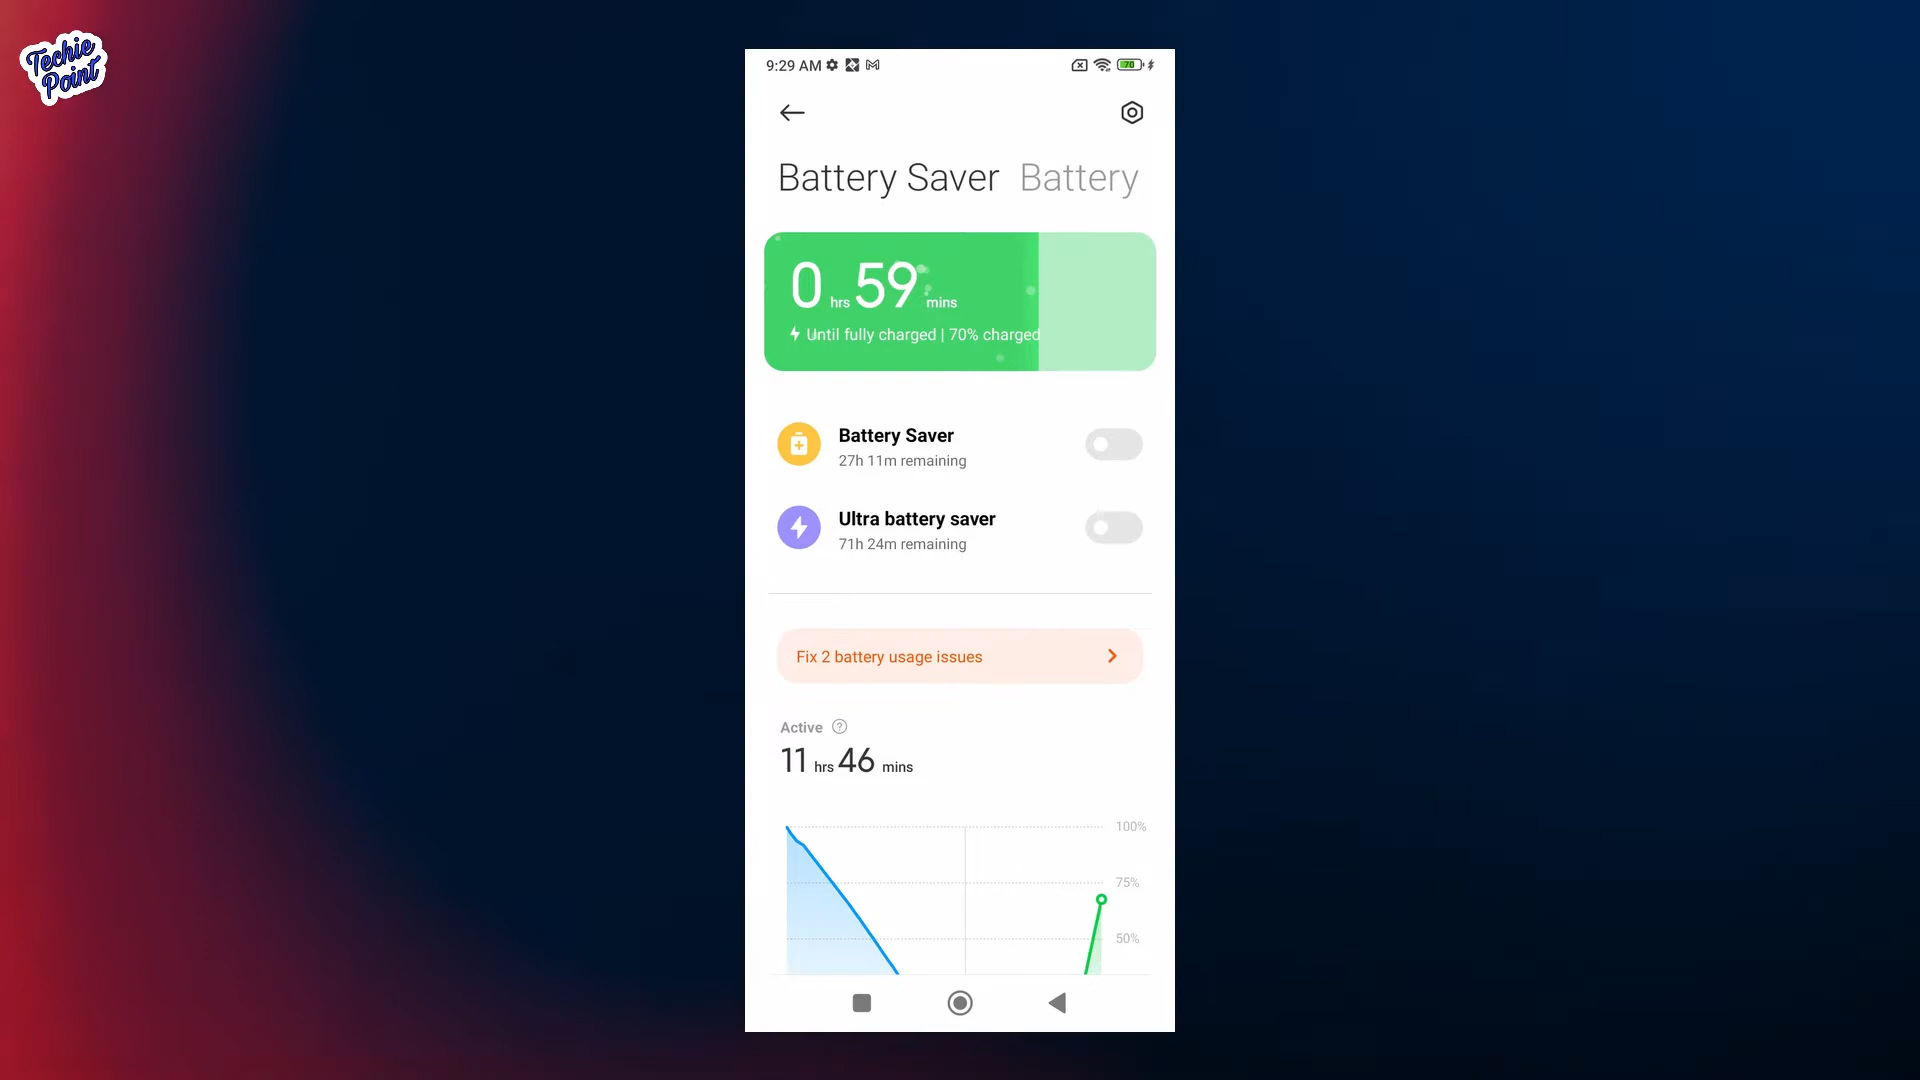 Techie
Point
9:29 AM
70
Battery Saver Battery
0 hrs 59 mins
Until fully charged | 70% charged
Battery Saver
27h 11m remaining
Ultra battery saver
71h 24m remaining
Fix 2 battery usage issues
Active ?
11 hrs 46 mins
100%
75%
50%